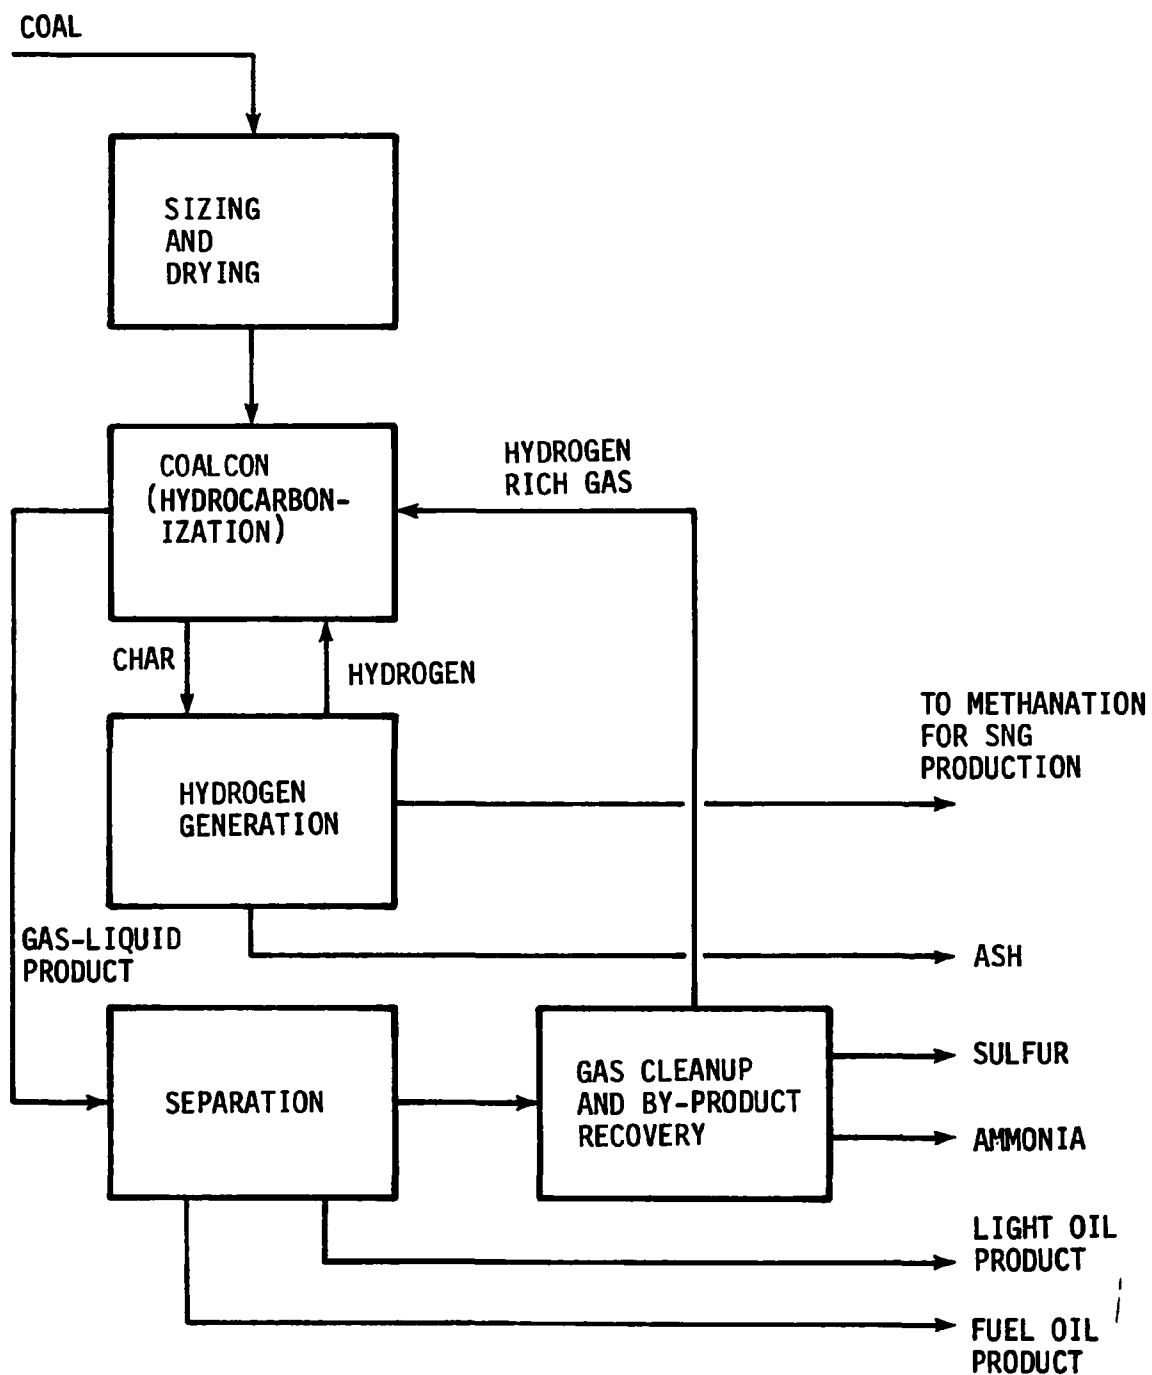 COAL
SIZING
AND
DRYING
COALCON
(HYDROCARBON-
IZATION)
HYDROGEN
RICH GAS
CHAR
HYDROGEN
TO METHANATION
FOR SNG
PRODUCTION
HYDROGEN
GENERATION
GAS-LIQUID
PRODUCT
ASH
SEPARATION
GAS CLEANUP
AND BY-PRODUCT
RECOVERY
SULFUR
AMMONIA
LIGHT OIL
PRODUCT
FUEL OIL
PRODUCT